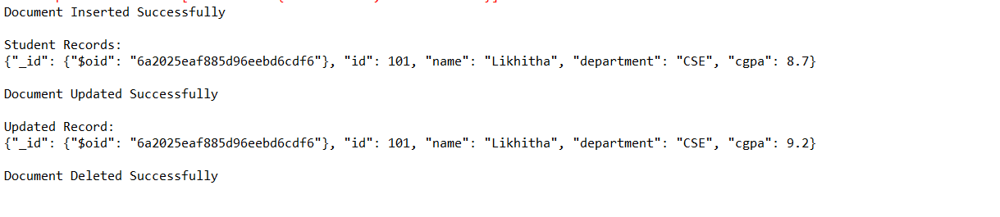 Document Inserted Successfully
Student Records:
{"_id": {"$oid": "6a2025eaf885d96eebd6cdf6"}, "id": 101, "name": "Likhitha", "department": "CSE", "cgpa": 8.7}
Document Updated Successfully
Updated Record:
{"_id": {"$oid": "6a2025eaf885d96eebd6cdf6"}, "id": 101, "name": "Likhitha", "department": "CSE", "cgpa": 9.2}
Document Deleted Successfully